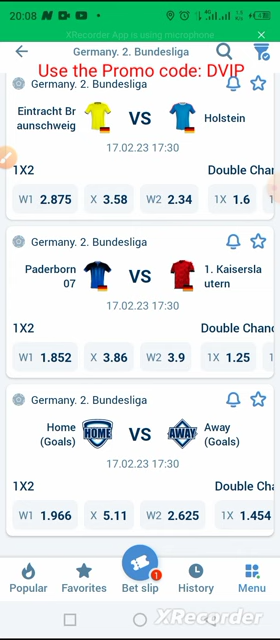 20:08
XRecorder App is using microphone
Germany. 2. Bundesliga
Use the Promo code: DVIP
Germany. 2. Bundesliga
Eintracht Br
aunschweig
VS
Holstein
17.02.23 17:30
1X2
Double Chan
W1 2.875
X 3.58
W2 2.34
1X 1.6
Germany. 2. Bundesliga
Paderborn
07
VS
1. Kaisersla
utern
17.02.23 17:30
1X2
Double Chanc
W1 1.852
X 3.86
W2 3.9
1X 1.25
Germany. 2. Bundesliga
Home
(Goals)
HOME
VS
AWAY
Away
(Goals)
17.02.23 17:30
1X2
Double Cha
W1 1.966
X 5.11
W2 2.625
1X 1.454
Popular
Favorites
Bet slip
1
History
Menu
XRecorder